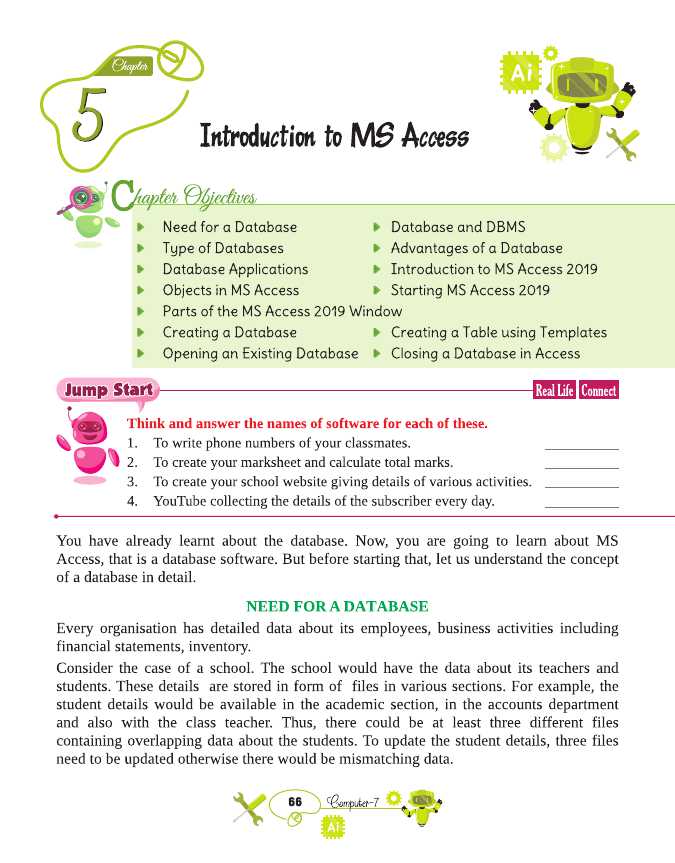 Chapter
5
Ai
Introduction to MS Access
Chapter Objectives
Need for a Database
Database and DBMS
Type of Databases
Advantages of a Database
Database Applications
Introduction to MS Access 2019
Objects in MS Access
Starting MS Access 2019
Parts of the MS Access 2019 Window
Creating a Database
Creating a Table using Templates
Opening an Existing Database
Closing a Database in Access
Jump Start
Real Life Connect
Think and answer the names of software for each of these.
1. To write phone numbers of your classmates.
2. To create your marksheet and calculate total marks.
3. To create your school website giving details of various activities.
4. YouTube collecting the details of the subscriber every day.
You have already learnt about the database. Now, you are going to learn about MS
Access, that is a database software. But before starting that, let us understand the concept
of a database in detail.
NEED FOR A DATABASE
Every organisation has detailed data about its employees, business activities including
financial statements, inventory.
Consider the case of a school. The school would have the data about its teachers and
students. These details are stored in form of files in various sections. For example, the
student details would be available in the academic section, in the accounts department
and also with the class teacher. Thus, there could be at least three different files
containing overlapping data about the students. To update the student details, three files
need to be updated otherwise there would be mismatching data.
66
Computer-7
Ai